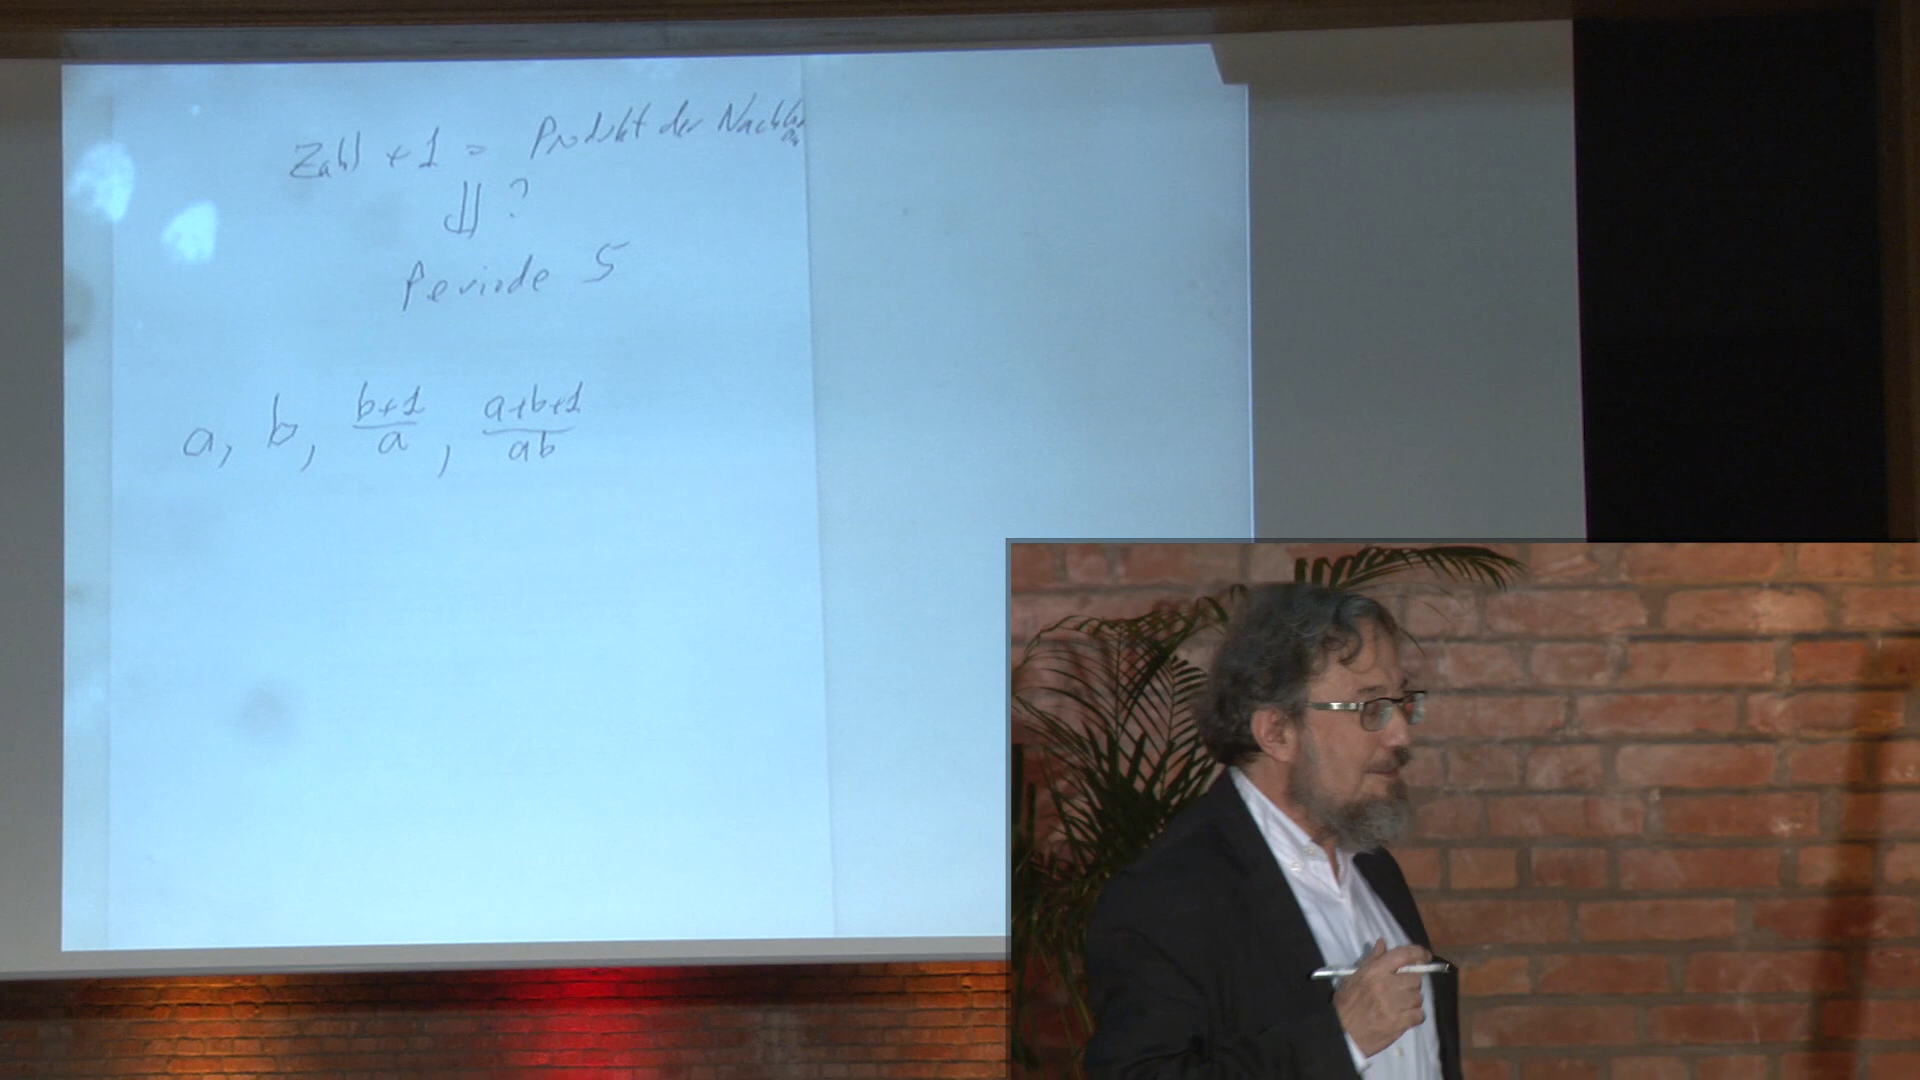 Zahl + 1 = Produkt der Nachbarn
⇓ ?
Periode 5
a, b, (b+1)/a, (a+b+1)/(ab)